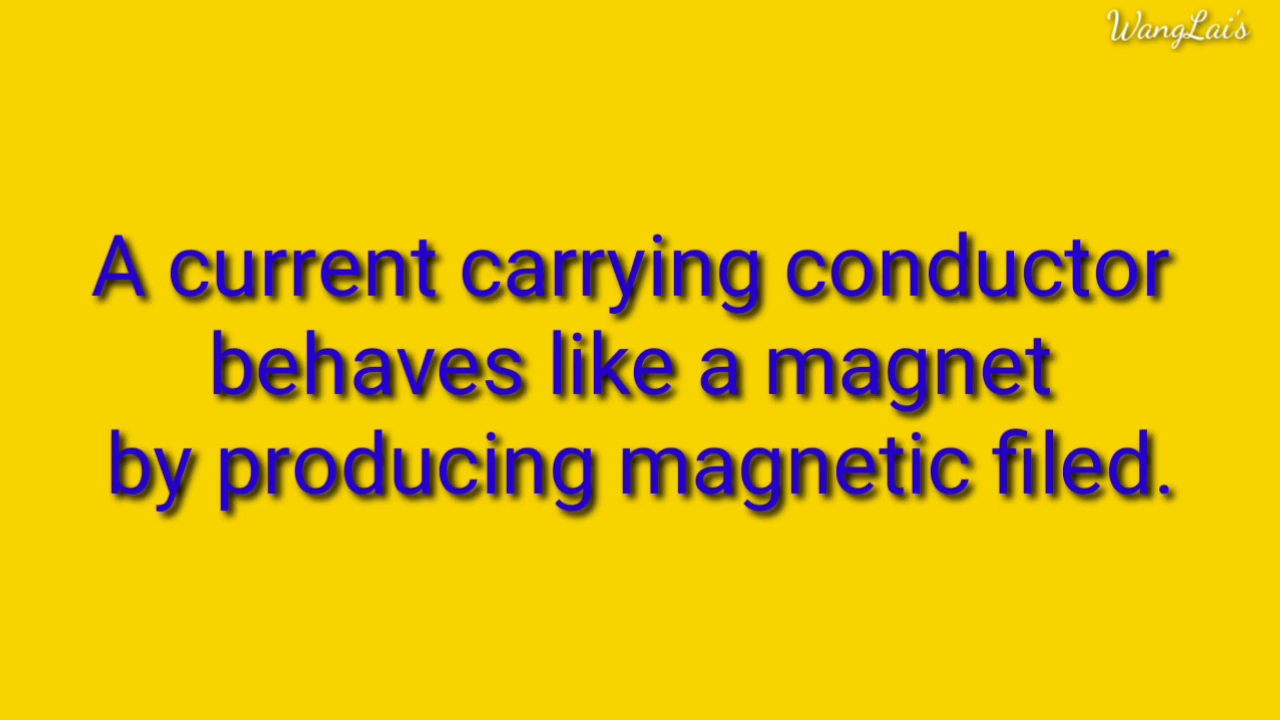 WangLai's
A current carrying conductor
behaves like a magnet
by producing magnetic filed.